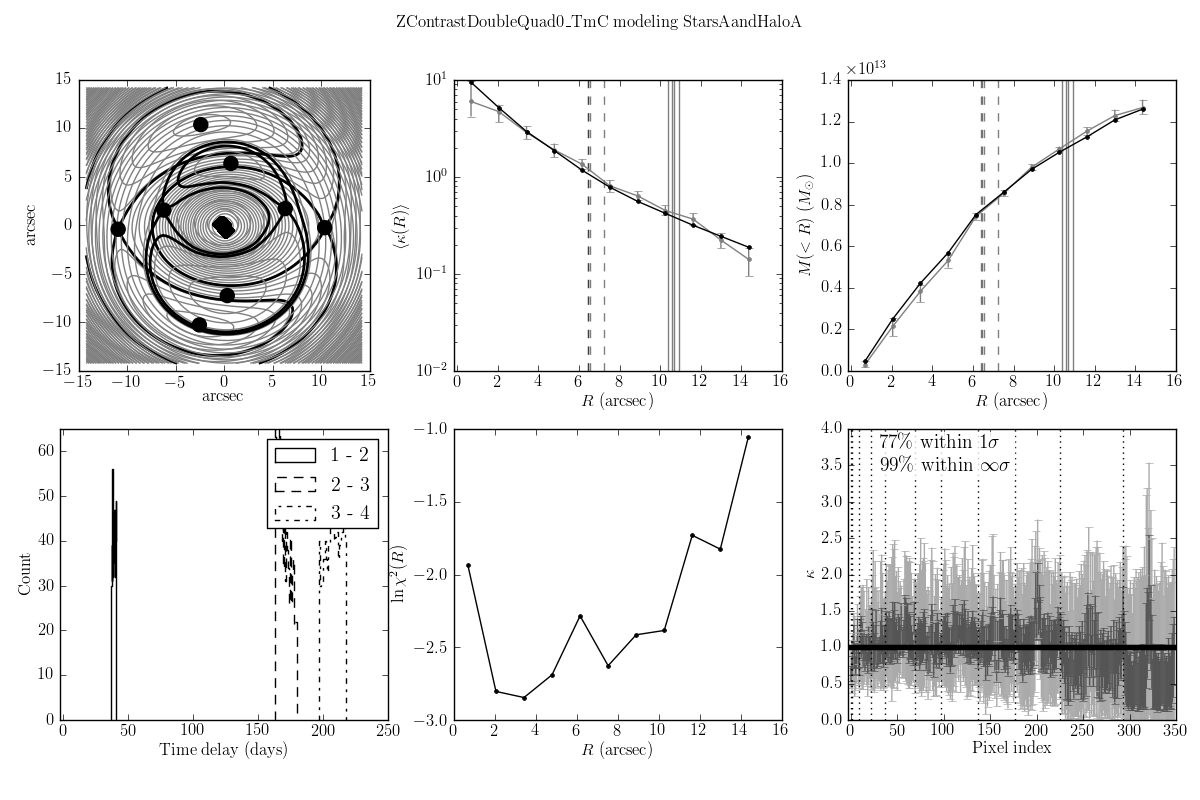 ZContrastDoubleQuad0_TmC modeling StarsAandHaloA
15
10
5
0
−5
−10
−15
−15 −10 −5 0 5 10 15
arcsec
arcsec
10^1
10^0
10^−1
10^−2
0 2 4 6 8 10 12 14 16
R (arcsec)
⟨κ(R)⟩
×10^13
1.4
1.2
1.0
0.8
0.6
0.4
0.2
0.0
0 2 4 6 8 10 12 14 16
R (arcsec)
M(< R) (M⊙)
60
50
40
30
20
10
0
0 50 100 150 200 250
Time delay (days)
Count
1 - 2
2 - 3
3 - 4
−1.0
−1.5
−2.0
−2.5
−3.0
0 2 4 6 8 10 12 14 16
R (arcsec)
ln χ²(R)
4.0
3.5
3.0
2.5
2.0
1.5
1.0
0.5
0.0
0 50 100 150 200 250 300 350
Pixel index
κ
77% within 1σ
99% within ∞σ